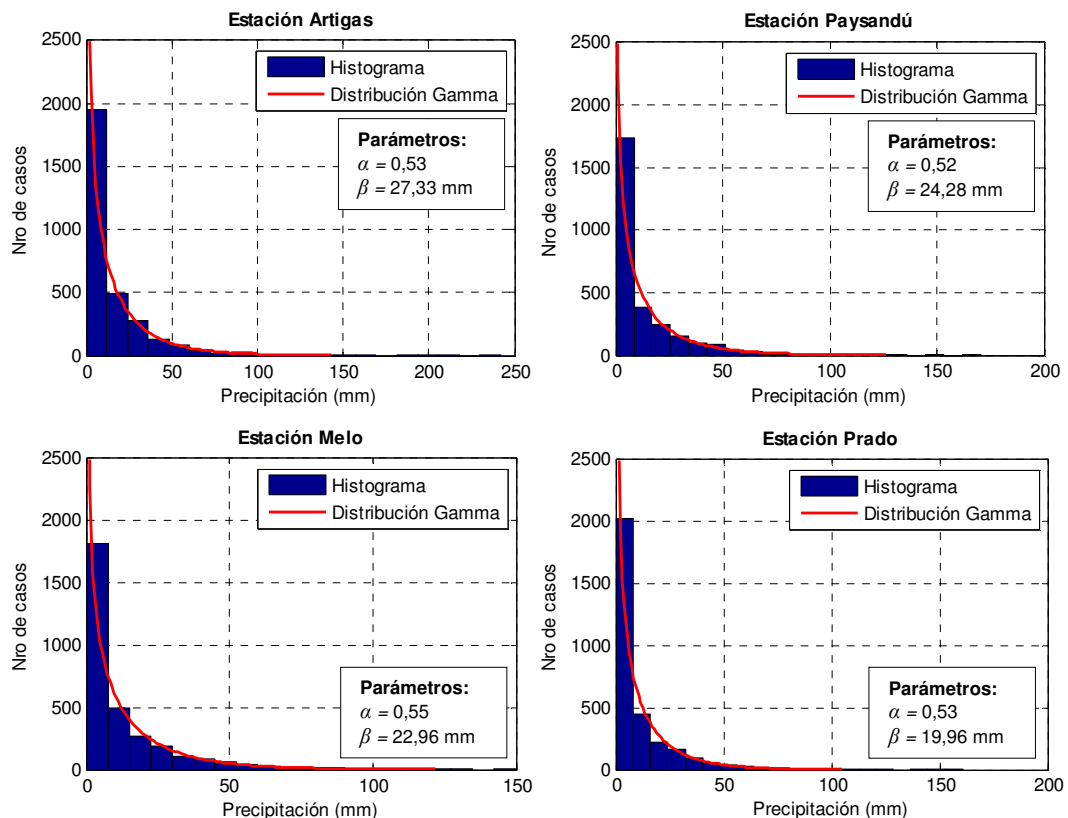 Estación Artigas
2500
2000
1500
1000
500
0
Nro de casos
Histograma
Distribución Gamma
Parámetros:
α = 0,53
β = 27,33 mm
0 50 100 150 200 250
Precipitación (mm)
Estación Paysandú
2500
2000
1500
1000
500
0
Nro de casos
Histograma
Distribución Gamma
Parámetros:
α = 0,52
β = 24,28 mm
0 50 100 150 200
Precipitación (mm)
Estación Melo
2500
2000
1500
1000
500
0
Nro de casos
Histograma
Distribución Gamma
Parámetros:
α = 0,55
β = 22,96 mm
0 50 100 150
Precipitación (mm)
Estación Prado
2500
2000
1500
1000
500
0
Nro de casos
Histograma
Distribución Gamma
Parámetros:
α = 0,53
β = 19,96 mm
0 50 100 150 200
Precipitación (mm)